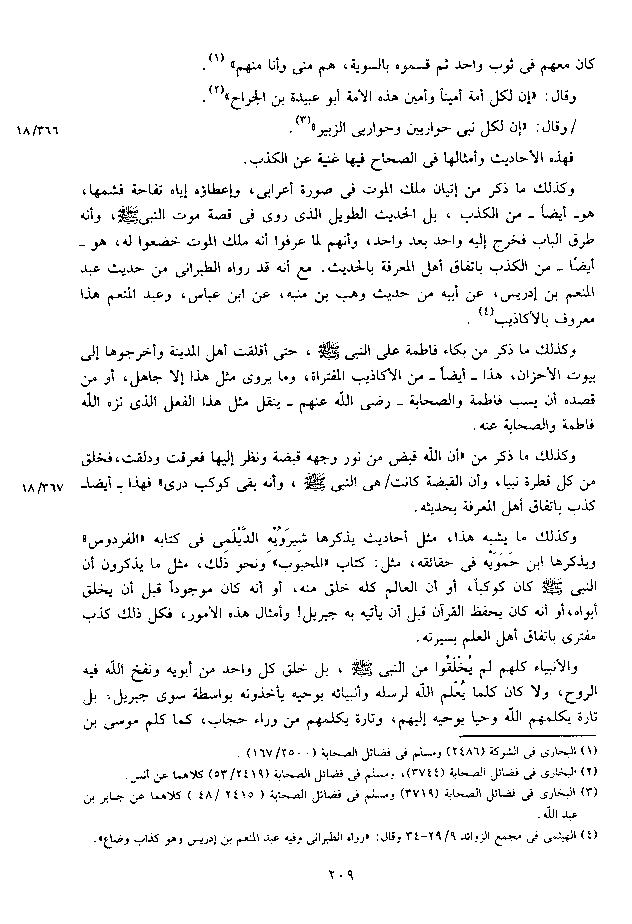 كان معهم فى ثوب واحد ثم قسموه بالسوية، هم منى وأنا منهم» (١).
وقال: «إن لكل أمة أميناً وأمين هذه الأمة أبو عبيدة بن الجراح» (٢).
١٨/٣٦٦
/ وقال: «إن لكل نبى حواريين وحواريى الزبير» (٣).
فهذه الأحاديث وأمثالها فى الصحاح فيها غنية عن الكذب.
وكذلك ما ذكر من إتيان ملك الموت فى صورة أعرابى، وإعطاؤه إياه تفاحة فشمها،
هوـ أيضاً ـ من الكذب ، بل الحديث الطويل الذى روى فى قصة موت النبى ﷺ، وأنه
طرق الباب فخرج إليه واحد بعد واحد، وأنهم لما عرفوا أنه ملك الموت خضعوا له، هو ـ
أيضًا ـ من الكذب باتفاق أهل المعرفة بالحديث. مع أنه قد رواه الطبرانى من حديث عبد
المنعم بن إدريس، عن أبيه من حديث وهب بن منبه، عن ابن عباس، وعبد المنعم هذا
معروف بالأكاذيب (٤) .
وكذلك ما ذكر من بكاء فاطمة على النبى ﷺ ، حتى أقلقت أهل المدينة وأخرجوها إلى
بيوت الأحزان، هذا ـ أيضاً ـ من الأكاذيب المفتراة، وما يروى مثل هذا إلا جاهل، أو من
قصده أن يسب فاطمة والصحابة ـ رضى الله عنهم ـ ينقل مثل هذا الفعل الذى نزه الله
فاطمة والصحابة عنه.
وكذلك ما ذكر من «أن الله قبض من نور وجهه قبضة ونظر إليها فعرقت ودلقت، فخلق
١٨/٣٦٧
من كل قطرة نبيا، وأن القبضة كانت/ هى النبى ﷺ ، وأنه بقى كوكب درى» فهذا ـ أيضاـ
كذب باتفاق أهل المعرفة بحديثه.
وكذلك ما يشبه هذا، مثل أحاديث يذكرها شِيرَوَيْه الدَّيْلَمى فى كتابه «الفردوس»
ويذكرها ابن حَمَوَيْه فى حقائقه، مثل: كتاب «المحبوب» ونحو ذلك، مثل ما يذكرون أن
النبى ﷺ كان كوكباً، أو أن العالم كله خلق منه، أو أنه كان موجوداً قبل أن يخلق
أبواه، أو أنه كان يحفظ القرآن قبل أن يأتيه به جبريل! وأمثال هذه الأمور، فكل ذلك كذب
مفترى باتفاق أهل العلم بسيرته.
والأنبياء كلهم لم يُخْلَقُوا من النبى ﷺ ، بل خلق كل واحد من أبويه ونفخ الله فيه
الروح، ولا كان كلما يُعلِّم الله لرسله وأنبيائه بوحيه يأخذونه بواسطة سوى جبريل؛ بل
تارة يكلمهم الله وحيا يوحيه إليهم، وتارة يكلمهم من وراء حجاب، كما كلم موسى بن
(١) البخارى فى الشركة (٢٤٨٦) ومسلم فى فضائل الصحابة (٢٥٠٠/ ١٦٧) .
(٢) البخارى فى فضائل الصحابة (٣٧٤٤)، ومسلم فى فضائل الصحابة (٢٤١٩/ ٥٣) كلاهما عن أنس.
(٣) البخارى فى فضائل الصحابة (٣٧١٩) ومسلم فى فضائل الصحابة ( ٢٤١٥ /٤٨ ) كلاهما عن جابر بن
عبد الله.
(٤) الهيثمى فى مجمع الزوائد ٩/ ٢٩-٣٤ وقال: «رواه الطبرانى وفيه عبد المنعم بن إدريس وهو كذاب وضاع».
٢٠٩